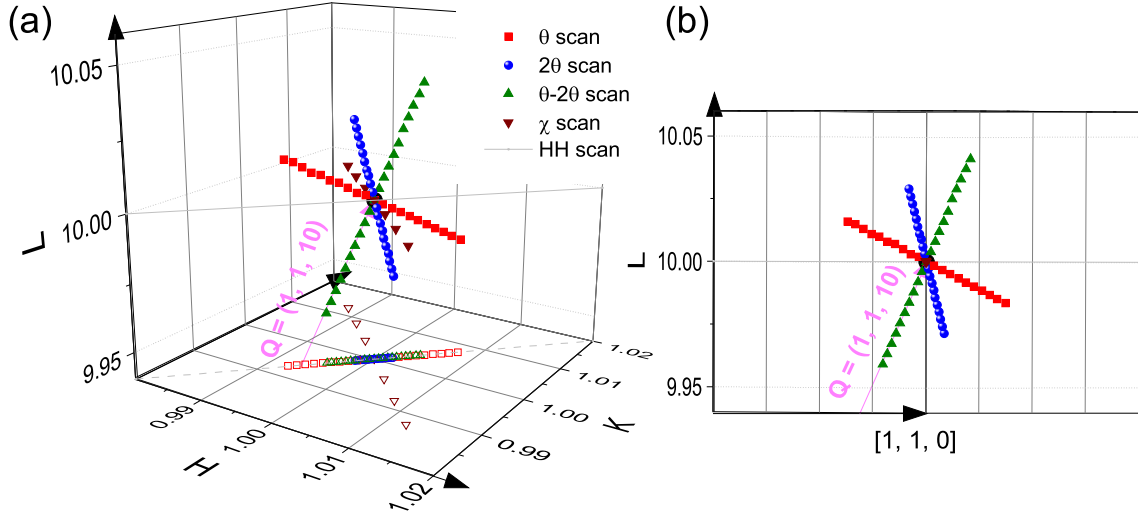 (a)
θ scan
2θ scan
θ-2θ scan
χ scan
HH scan
10.05
10.00
9.95
L
Q = (1, 1, 10)
0.99
1.00
1.01
1.02
H
1.02
1.01
1.00
0.99
K
(b)
10.05
10.00
9.95
L
Q = (1, 1, 10)
[1, 1, 0]